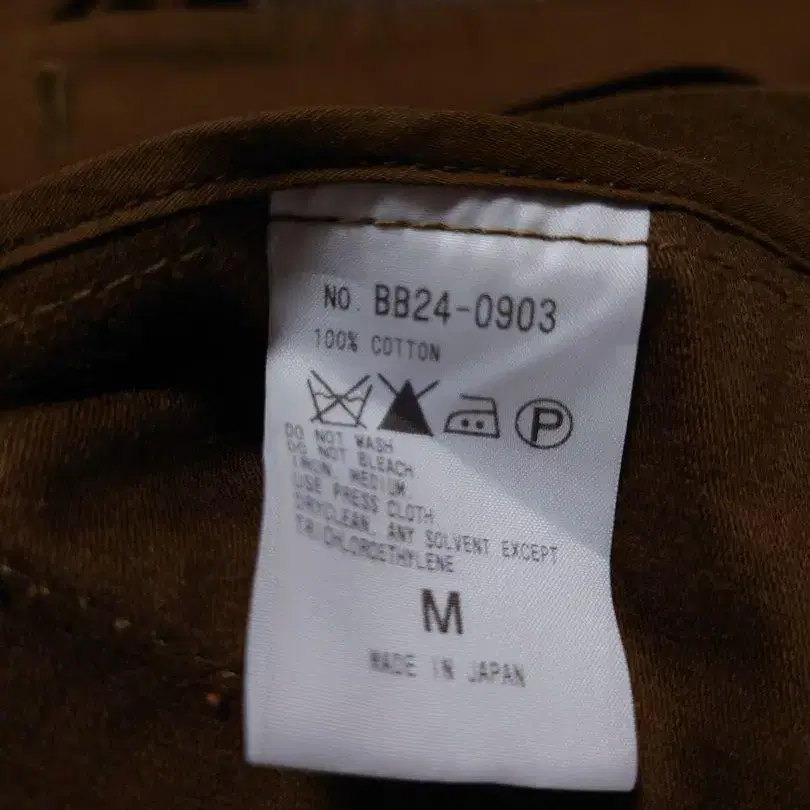 NO. BB24-0903
100% COTTON
P
DO NOT WASH
DO NOT BLEACH
IRON, MEDIUM.
USE PRESS CLOTH
DRYCLEAN, ANY SOLVENT EXCEPT
TRICHLOROETHYLENE
M
MADE IN JAPAN